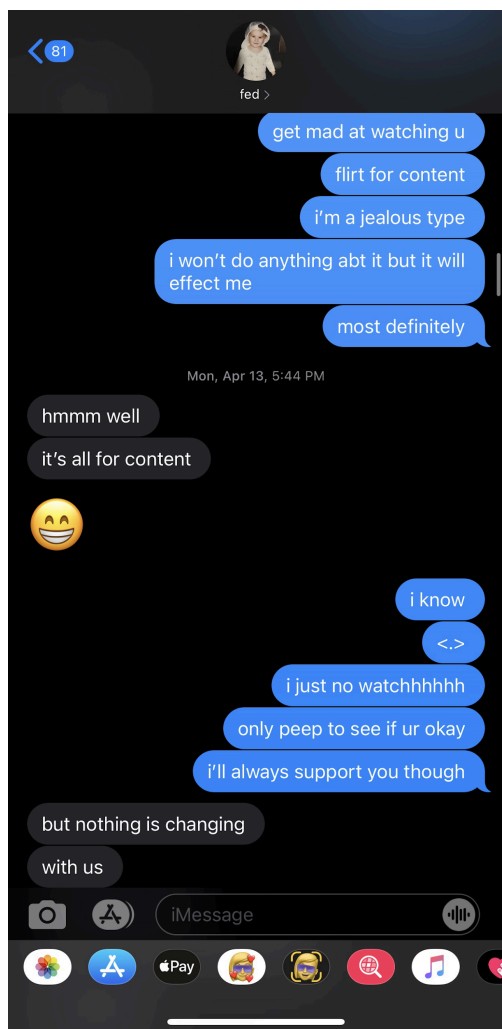 81
fed >
get mad at watching u
flirt for content
i'm a jealous type
i won't do anything abt it but it will
effect me
most definitely
Mon, Apr 13, 5:44 PM
hmmm well
it's all for content
i know
<.>
i just no watchhhhhh
only peep to see if ur okay
i'll always support you though
but nothing is changing
with us
iMessage
Pay